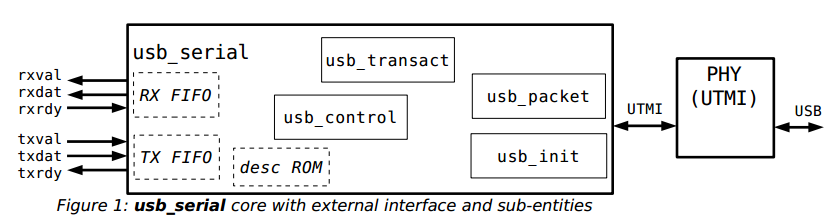 usb_serial
usb_transact
PHY
(UTMI)
rxval
rxdat
rxrdy
RX FIFO
usb_packet
UTMI
USB
usb_control
txval
txdat
txrdy
TX FIFO
desc ROM
usb_init
Figure 1: usb_serial core with external interface and sub-entities